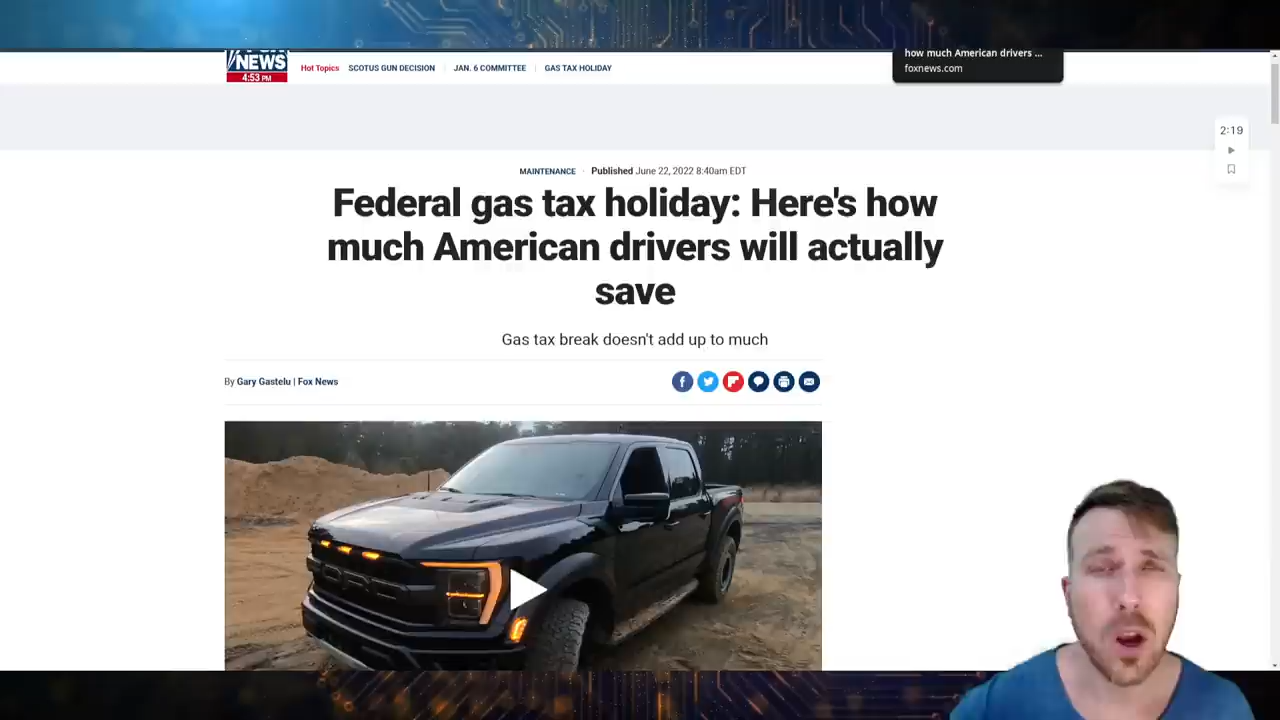 how much American drivers ...
foxnews.com
NEWS
4:53 PM
Hot Topics SCOTUS GUN DECISION JAN. 6 COMMITTEE GAS TAX HOLIDAY
2:19
MAINTENANCE · Published June 22, 2022 8:40am EDT
Federal gas tax holiday: Here's how
much American drivers will actually
save
Gas tax break doesn't add up to much
By Gary Gastelu | Fox News
FORD